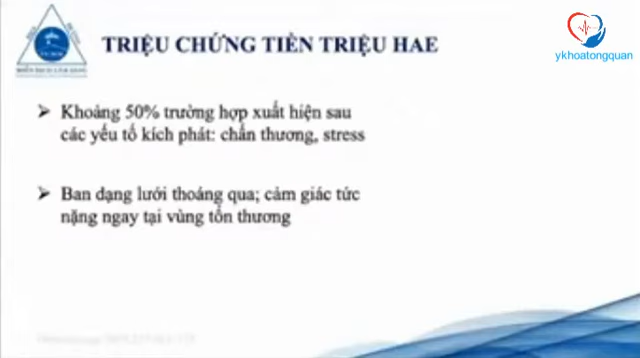 TRIỆU CHỨNG TIỀN TRIỆU HAE
ykhoatongquan
➢ Khoảng 50% trường hợp xuất hiện sau
các yếu tố kích phát: chấn thương, stress
➢ Ban dạng lưới thoáng qua; cảm giác tức
nặng ngay tại vùng tổn thương